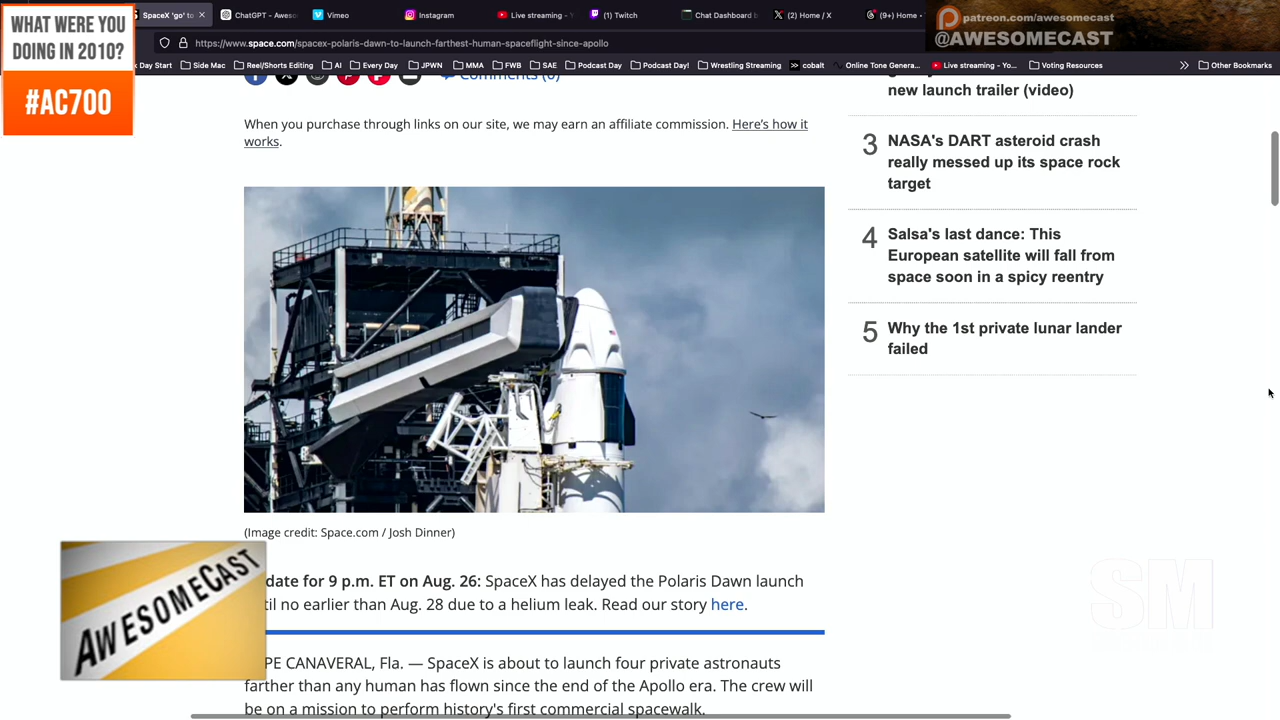 WHAT WERE YOU
DOING IN 2010?
#AC700
SpaceX 'go' to
ChatGPT - Aweso
Vimeo
Instagram
Live streaming - Y
(1) Twitch
Chat Dashboard
(2) Home / X
(9+) Home -
https://www.space.com/spacex-polaris-dawn-to-launch-farthest-human-spaceflight-since-apollo
patreon.com/awesomecast
@AWESOMECAST
Day Start
Side Mac
Reel/Shorts Editing
AI
Every Day
JPWN
MMA
FWB
SAE
Podcast Day
Podcast Day!
Wrestling Streaming
cobalt
Online Tone Genera...
Live streaming - Yo...
Voting Resources
Other Bookmarks
Comments (0)
When you purchase through links on our site, we may earn an affiliate commission. Here's how it
works.
new launch trailer (video)
3 NASA's DART asteroid crash
really messed up its space rock
target
4 Salsa's last dance: This
European satellite will fall from
space soon in a spicy reentry
5 Why the 1st private lunar lander
failed
(Image credit: Space.com / Josh Dinner)
date for 9 p.m. ET on Aug. 26: SpaceX has delayed the Polaris Dawn launch
til no earlier than Aug. 28 due to a helium leak. Read our story here.
PE CANAVERAL, Fla. — SpaceX is about to launch four private astronauts
farther than any human has flown since the end of the Apollo era. The crew will
be on a mission to perform history's first commercial spacewalk.
AWESOMECAST
SM